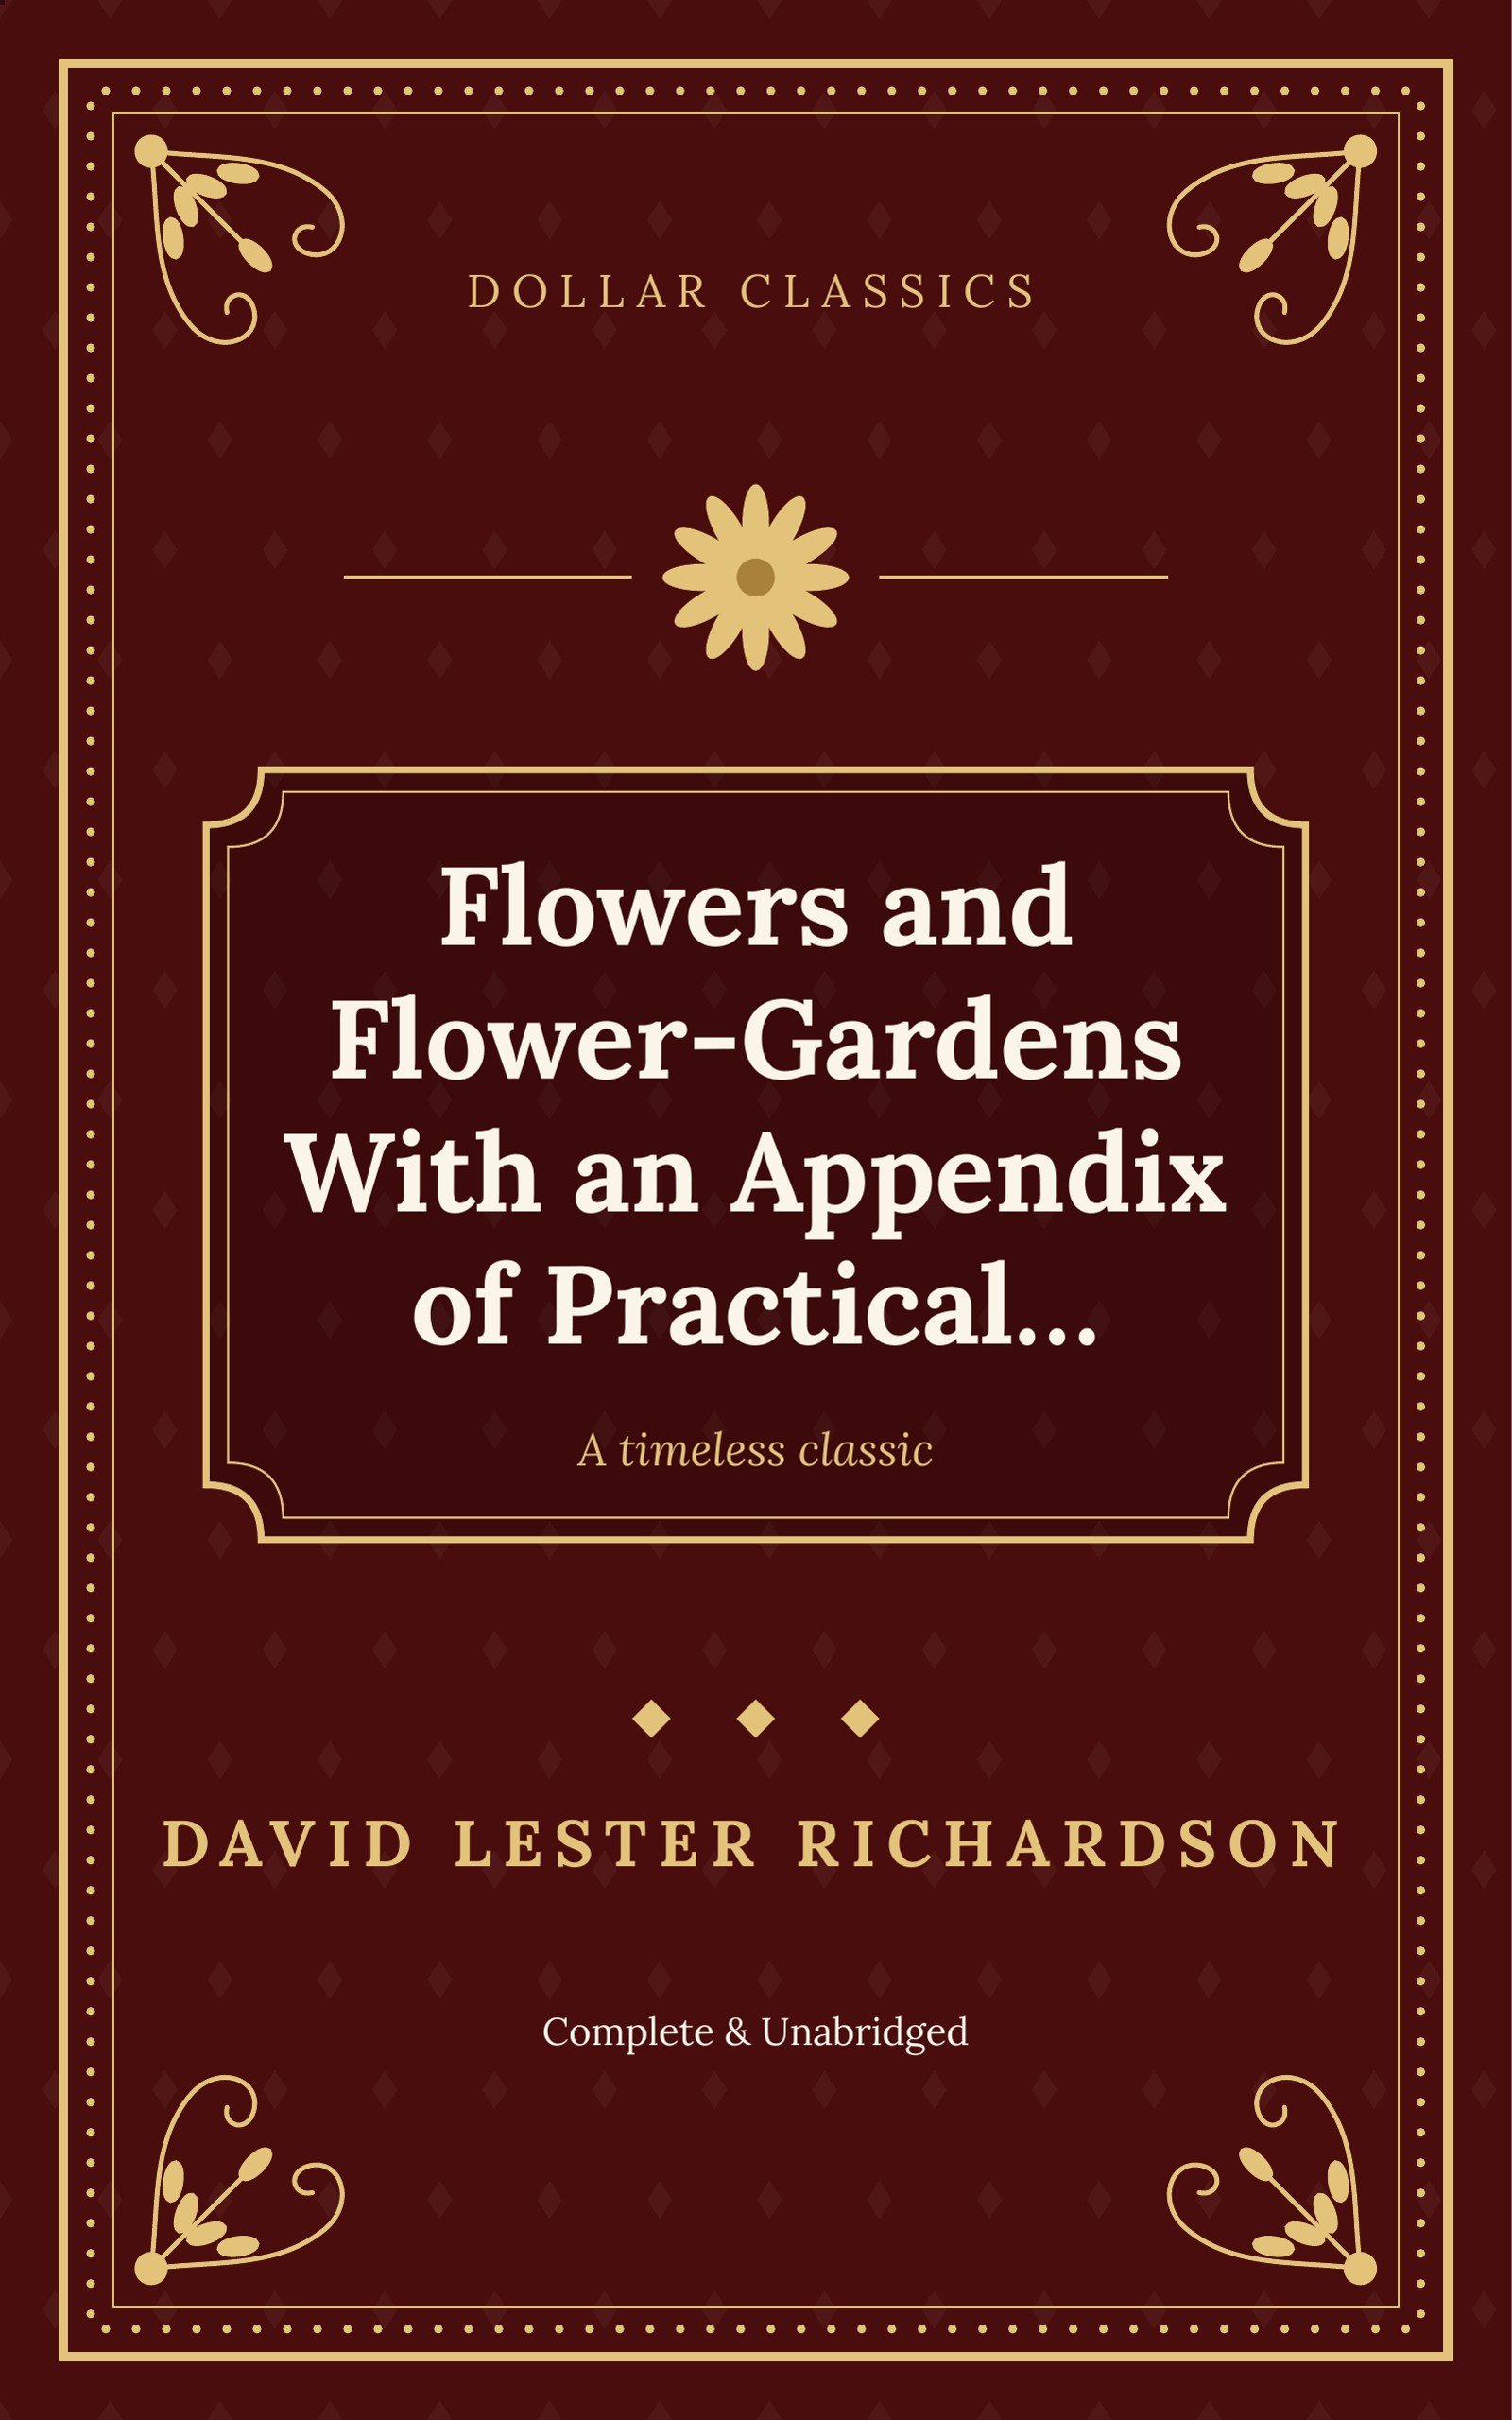 DOLLAR CLASSICS
Flowers and
Flower-Gardens
With an Appendix
of Practical...
A timeless classic
DAVID LESTER RICHARDSON
Complete & Unabridged